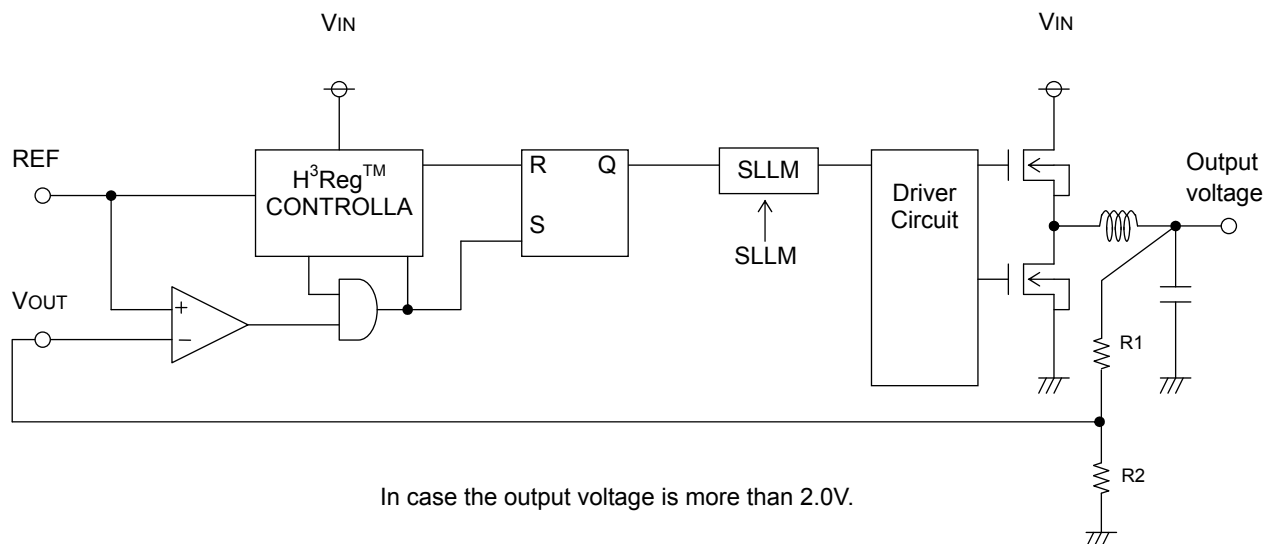 VIN
VIN
REF
H³Reg™
CONTROLLA
R
Q
S
SLLM
SLLM
Driver
Circuit
Output
voltage
VOUT
+
−
R1
R2
In case the output voltage is more than 2.0V.